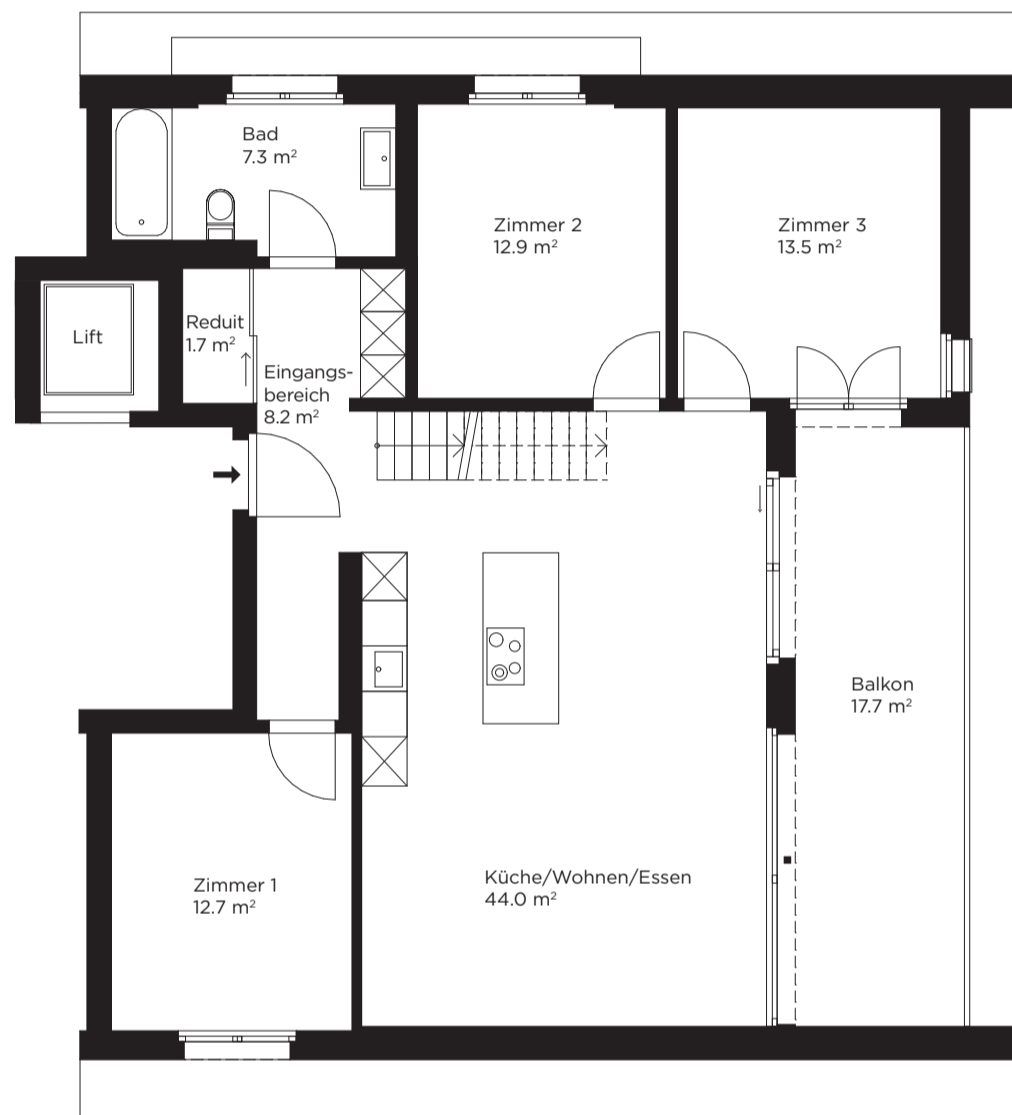 Bad
7.3 m²
Zimmer 2
12.9 m²
Zimmer 3
13.5 m²
Lift
Reduit
1.7 m²
Eingangs-
bereich
8.2 m²
Balkon
17.7 m²
Zimmer 1
12.7 m²
Küche/Wohnen/Essen
44.0 m²